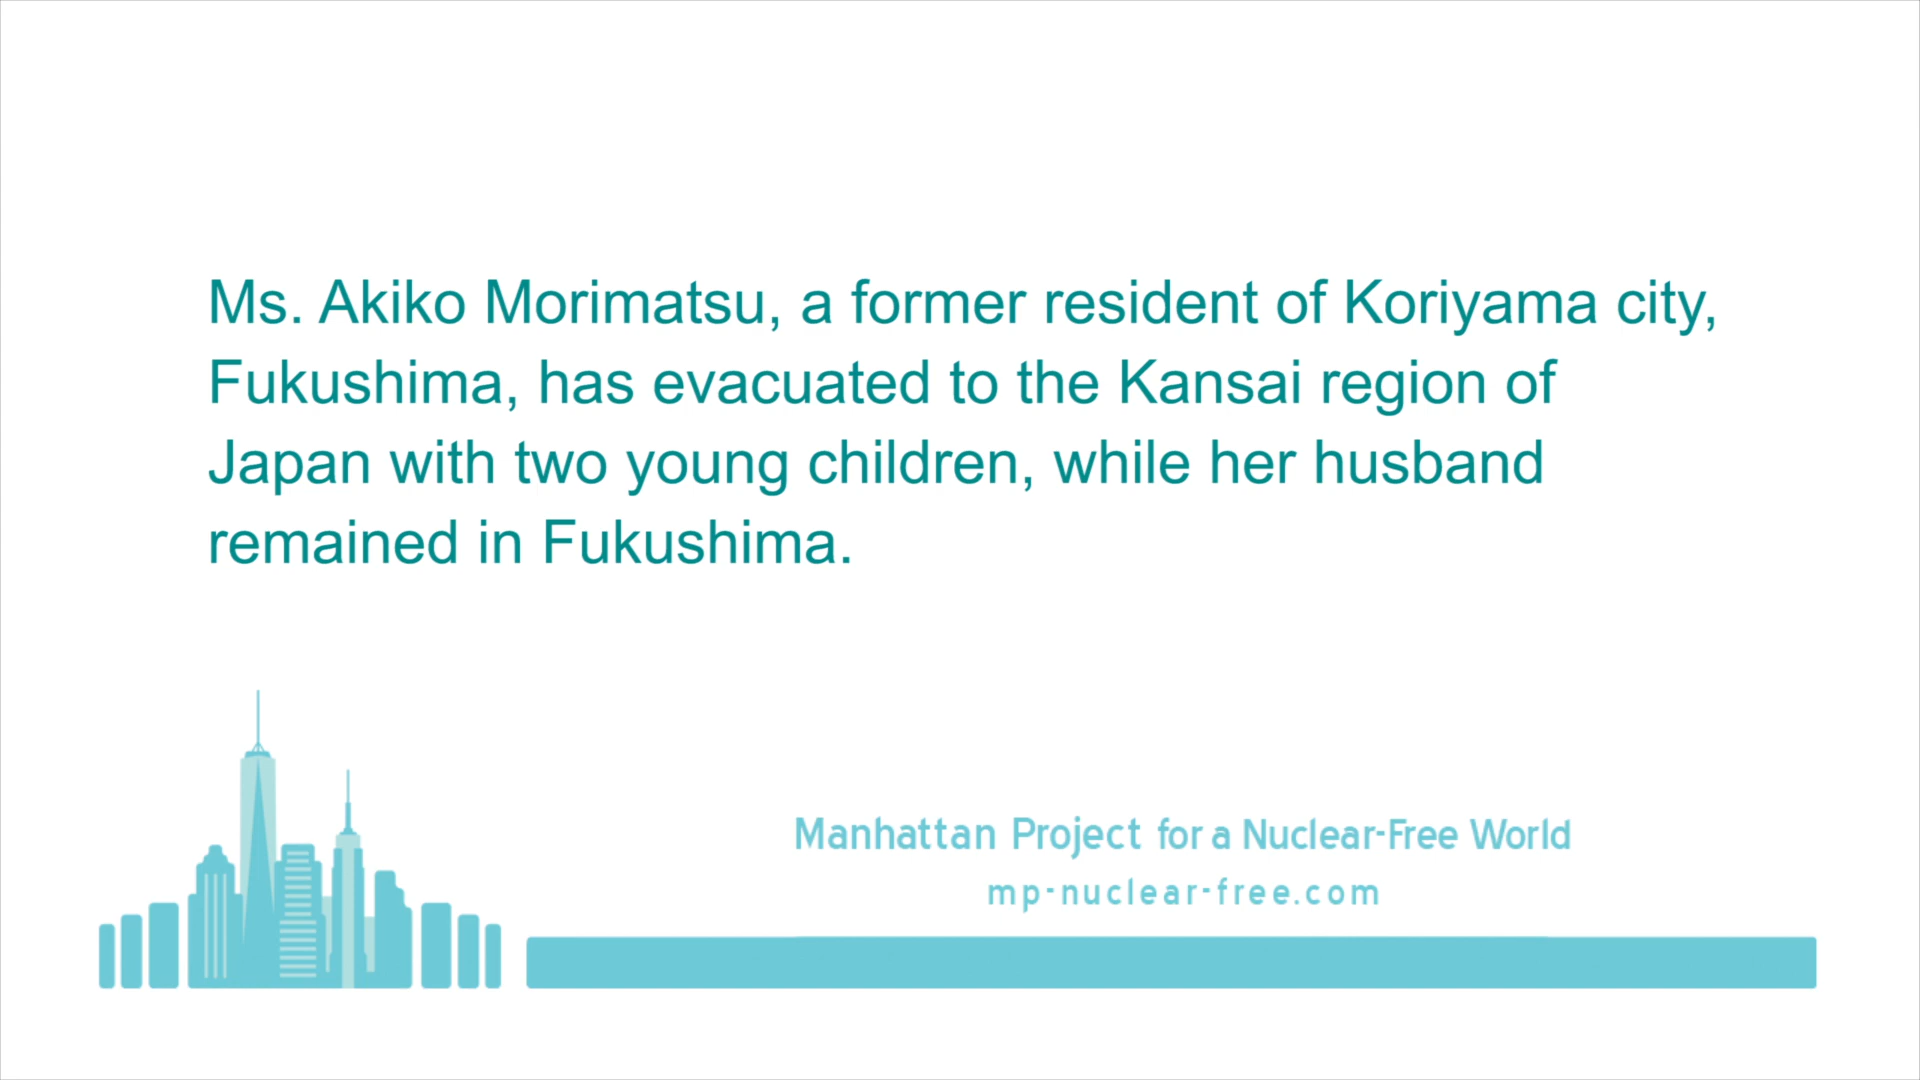 Ms. Akiko Morimatsu, a former resident of Koriyama city,
Fukushima, has evacuated to the Kansai region of
Japan with two young children, while her husband
remained in Fukushima.
Manhattan Project for a Nuclear-Free World
mp-nuclear-free.com